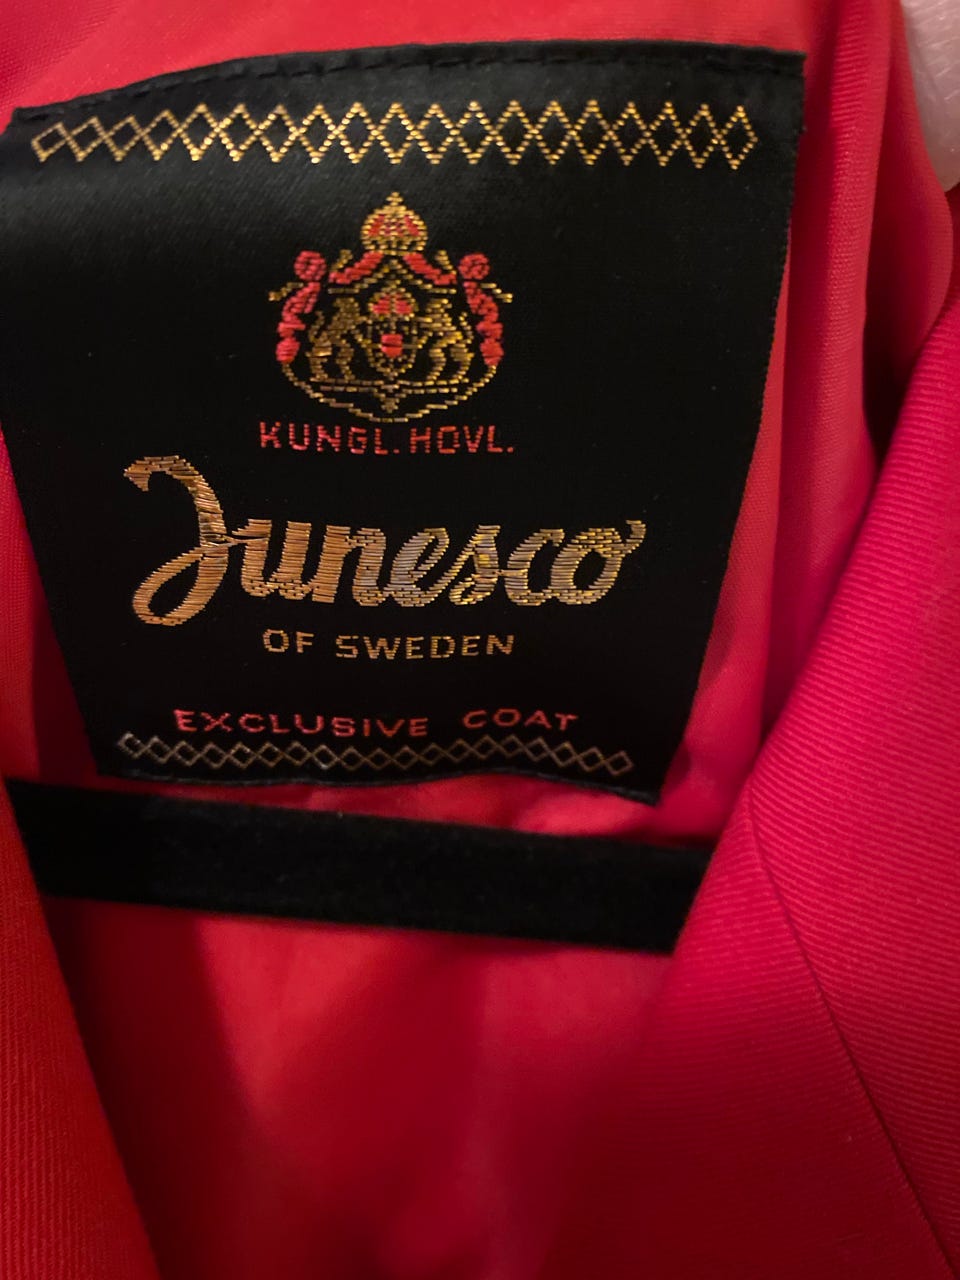 KUNGL. HOVL.
Junesco
OF SWEDEN
EXCLUSIVE COAT